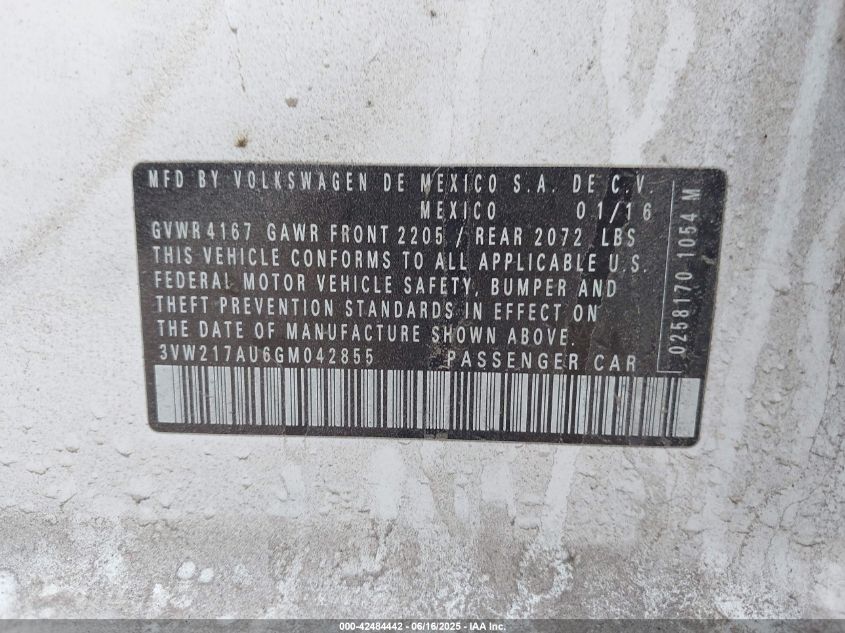 MFD BY VOLKSWAGEN DE MEXICO S.A. DE C.V.
MEXICO 01/16
GVWR 4167 GAWR FRONT 2205 / REAR 2072 LBS
THIS VEHICLE CONFORMS TO ALL APPLICABLE U.S.
FEDERAL MOTOR VEHICLE SAFETY, BUMPER AND
THEFT PREVENTION STANDARDS IN EFFECT ON
THE DATE OF MANUFACTURE SHOWN ABOVE.
3VW217AU6GM042855 PASSENGER CAR
0258170 1054 M
000-42484442 - 06/16/2025 - IAA Inc.